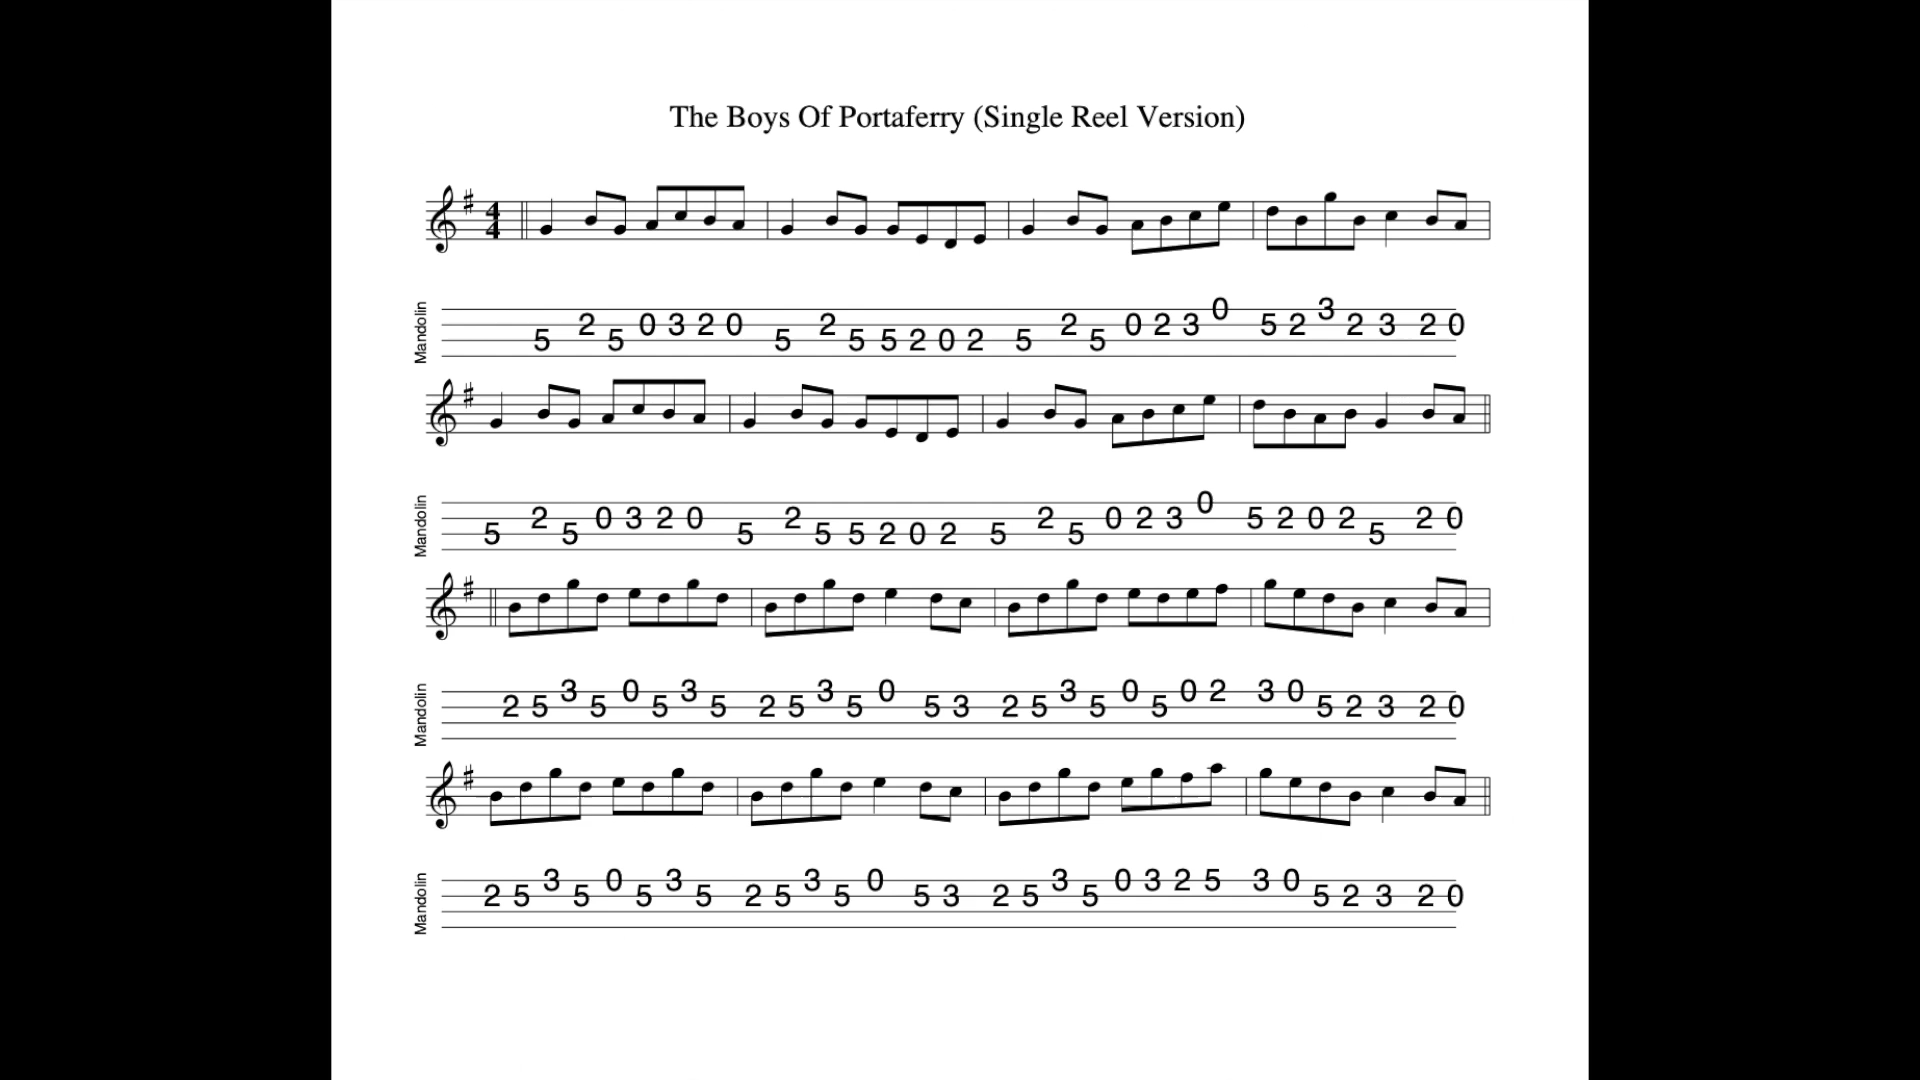 The Boys Of Portaferry (Single Reel Version)
4
4
Mandolin
5 2 5 0 3 2 0 5 2 5 5 2 0 2 5 2 5 0 2 3 0 5 2 3 2 3 2 0
Mandolin
5 2 5 0 3 2 0 5 2 5 5 2 0 2 5 2 5 0 2 3 0 5 2 0 2 5 2 0
Mandolin
2 5 3 5 0 5 3 5 2 5 3 5 0 5 3 2 5 3 5 0 5 0 2 3 0 5 2 3 2 0
Mandolin
2 5 3 5 0 5 3 5 2 5 3 5 0 5 3 2 5 3 5 0 3 2 5 3 0 5 2 3 2 0